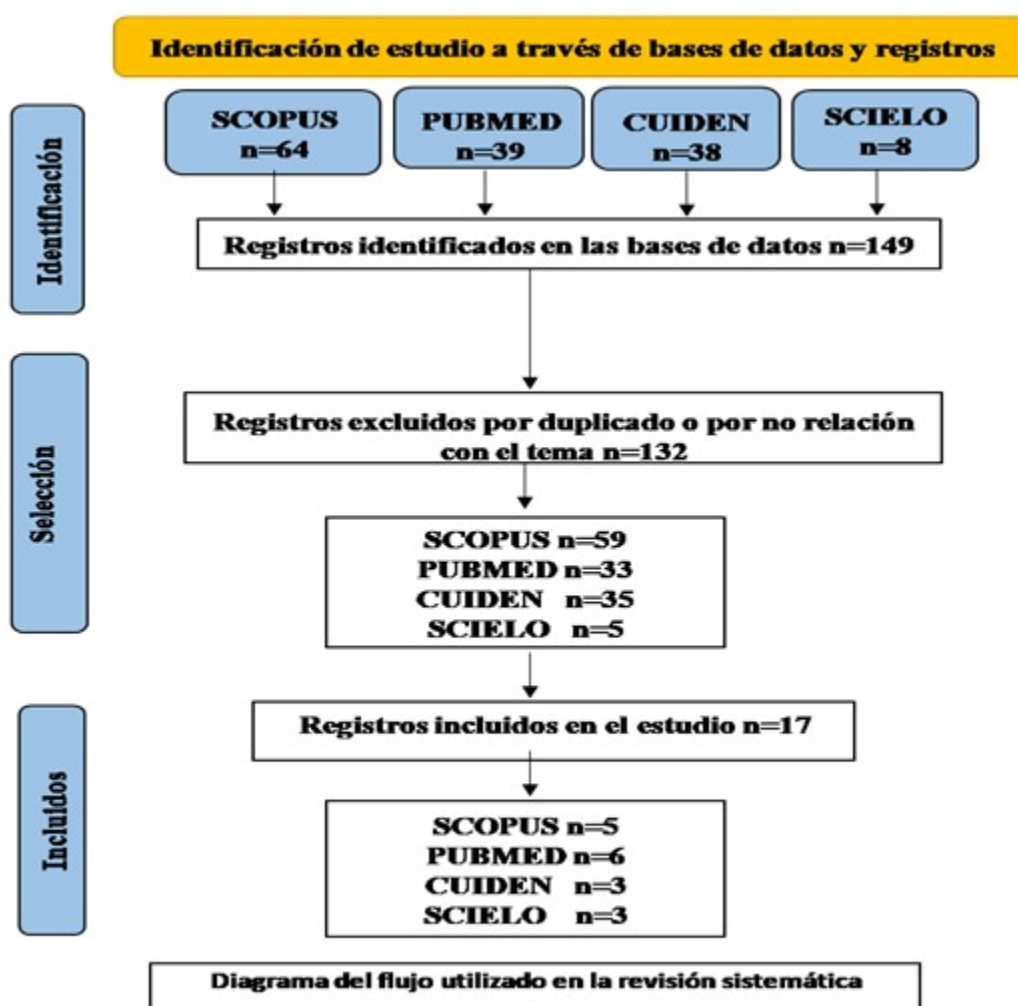 Identificación de estudio a través de bases de datos y registros
SCOPUS
n=64
PUBMED
n=39
CUIDEN
n=38
SCIELO
n=8
Identificación
Registros identificados en las bases de datos n=149
Selección
Registros excluidos por duplicado o por no relación
con el tema n=132
SCOPUS n=59
PUBMED n=33
CUIDEN n=35
SCIELO n=5
Incluidos
Registros incluidos en el estudio n=17
SCOPUS n=5
PUBMED n=6
CUIDEN n=3
SCIELO n=3
Diagrama del flujo utilizado en la revisión sistemática